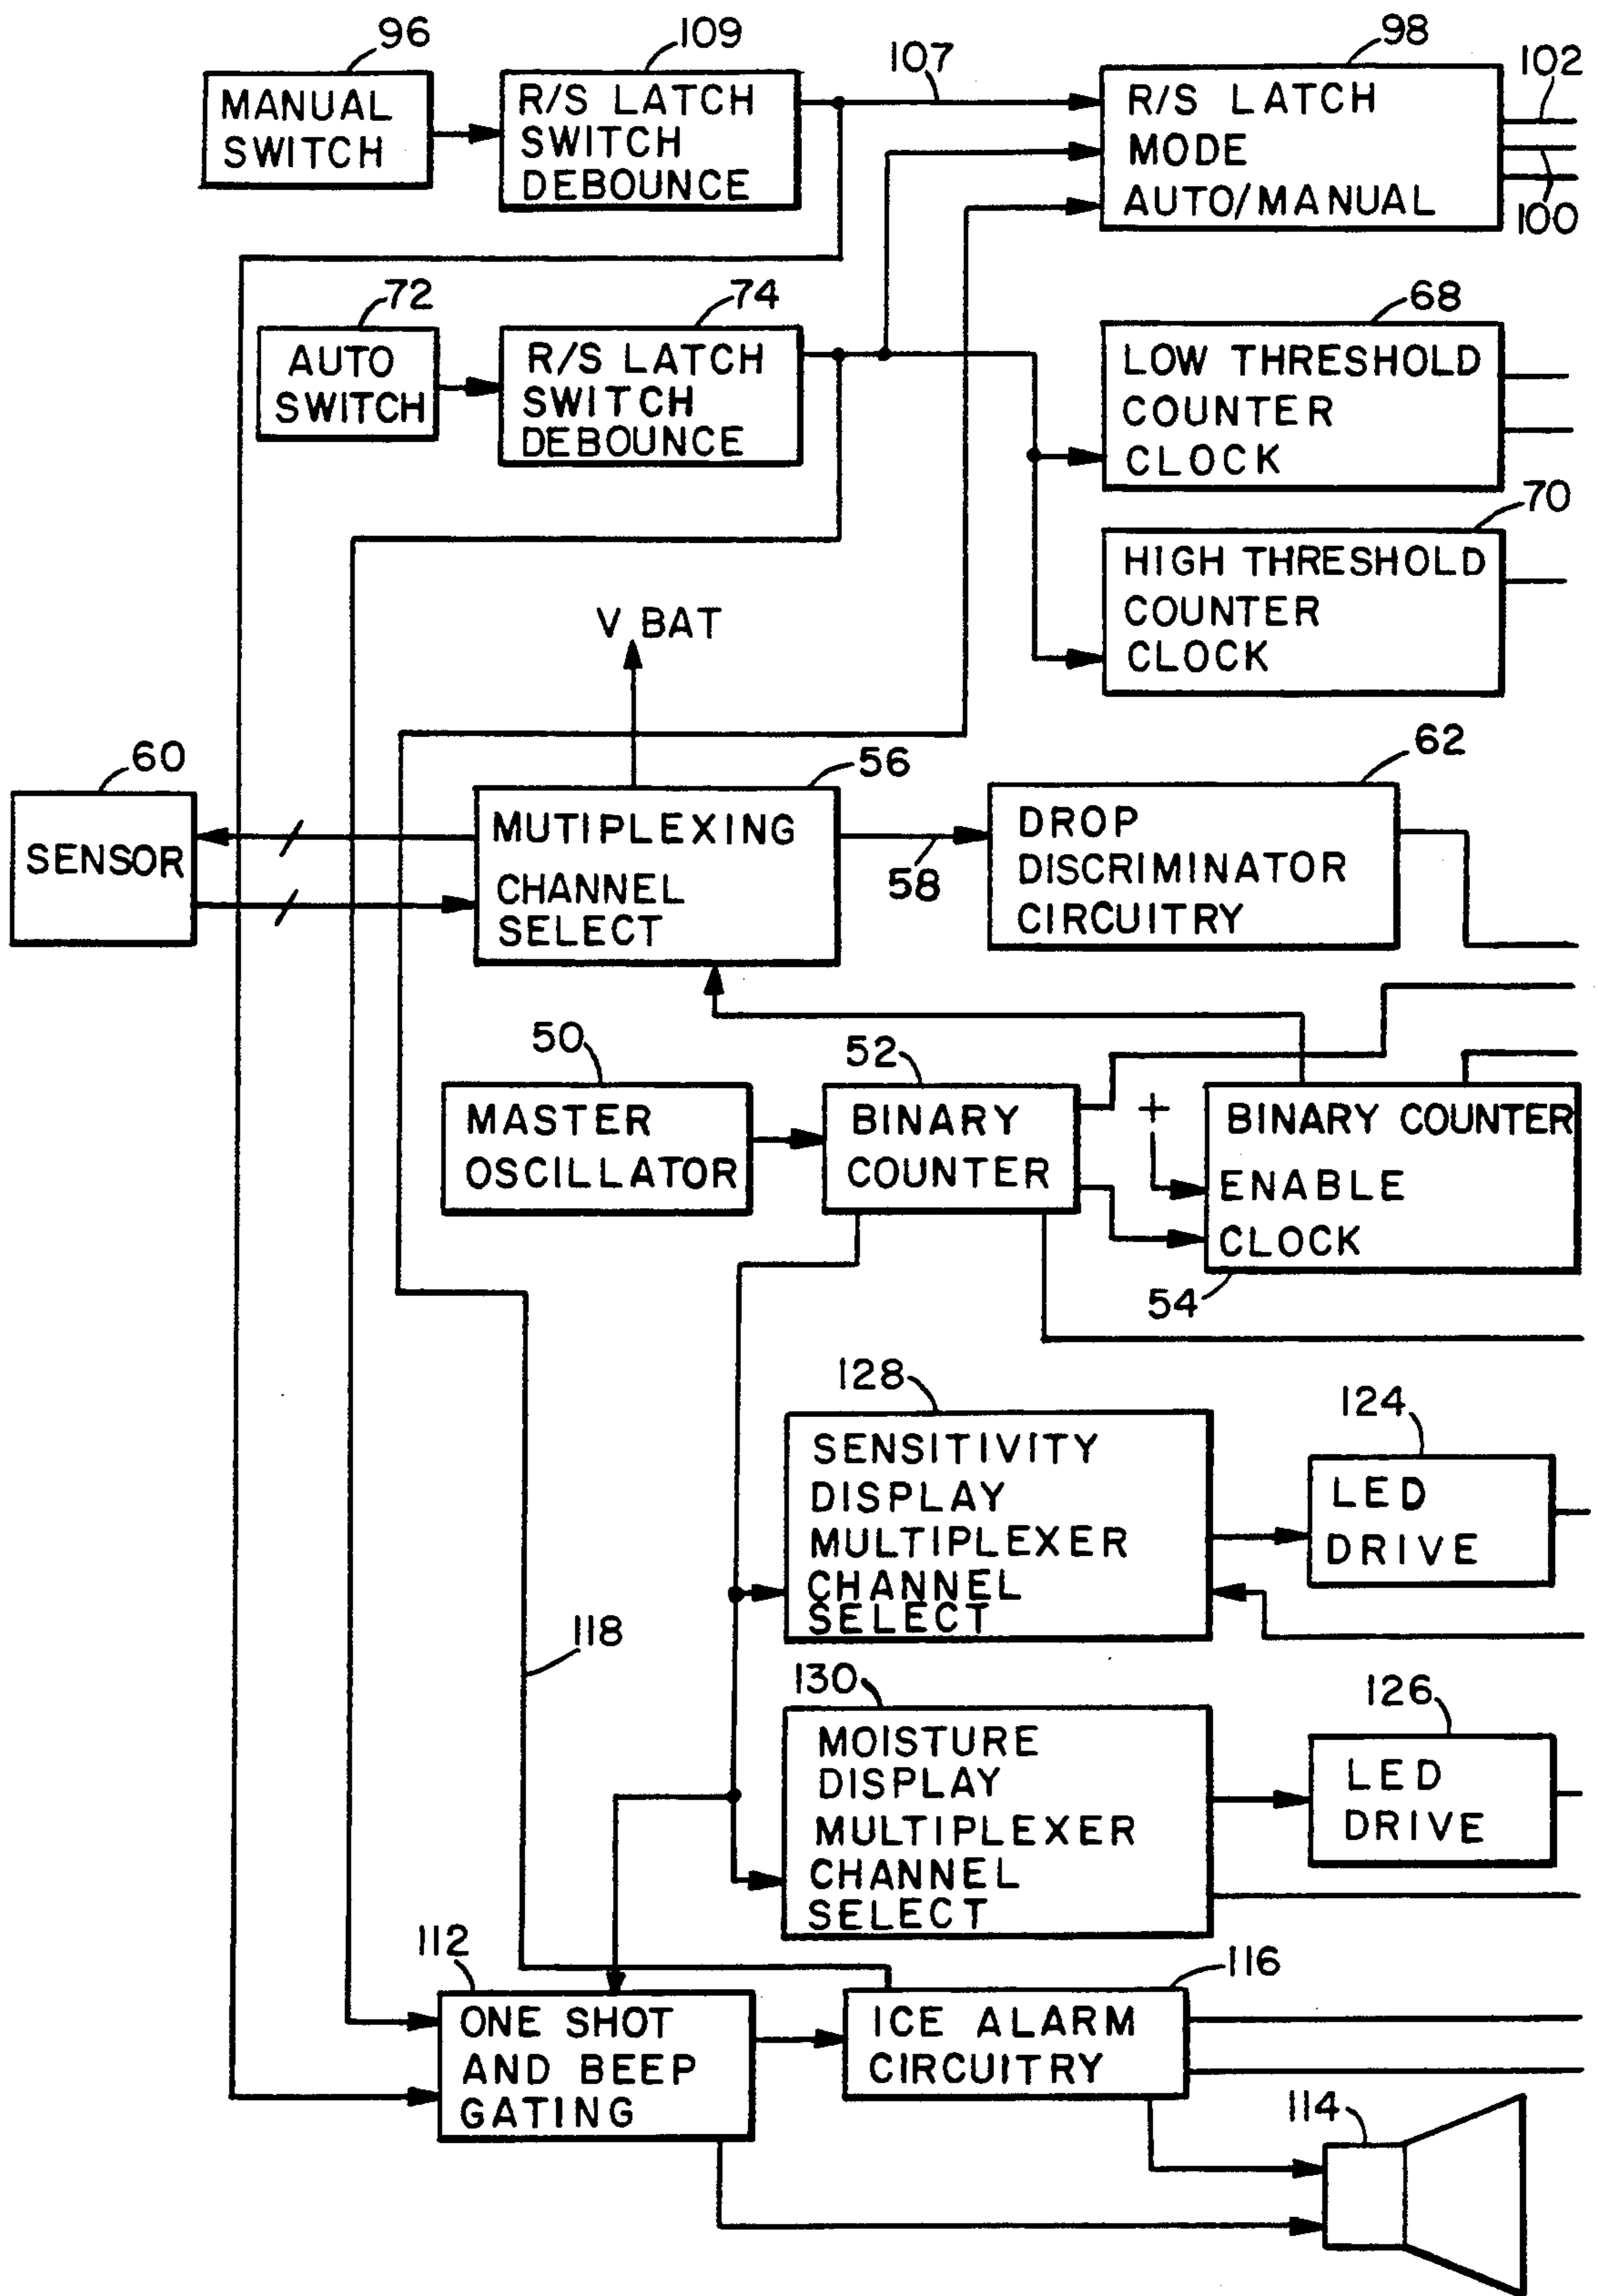 96
109
107
98
102
MANUAL
SWITCH
R/S LATCH
SWITCH
DEBOUNCE
R/S LATCH
MODE
AUTO/MANUAL
100
72
74
68
AUTO
SWITCH
R/S LATCH
SWITCH
DEBOUNCE
LOW THRESHOLD
COUNTER
CLOCK
70
HIGH THRESHOLD
COUNTER
CLOCK
V BAT
60
56
62
SENSOR
MUTIPLEXING
CHANNEL
SELECT
58
DROP
DISCRIMINATOR
CIRCUITRY
50
52
MASTER
OSCILLATOR
BINARY
COUNTER
+
BINARY COUNTER
ENABLE
CLOCK
54
128
124
SENSITIVITY
DISPLAY
MULTIPLEXER
CHANNEL
SELECT
LED
DRIVE
118
130
126
MOISTURE
DISPLAY
MULTIPLEXER
CHANNEL
SELECT
LED
DRIVE
112
116
ONE SHOT
AND BEEP
GATING
ICE ALARM
CIRCUITRY
114